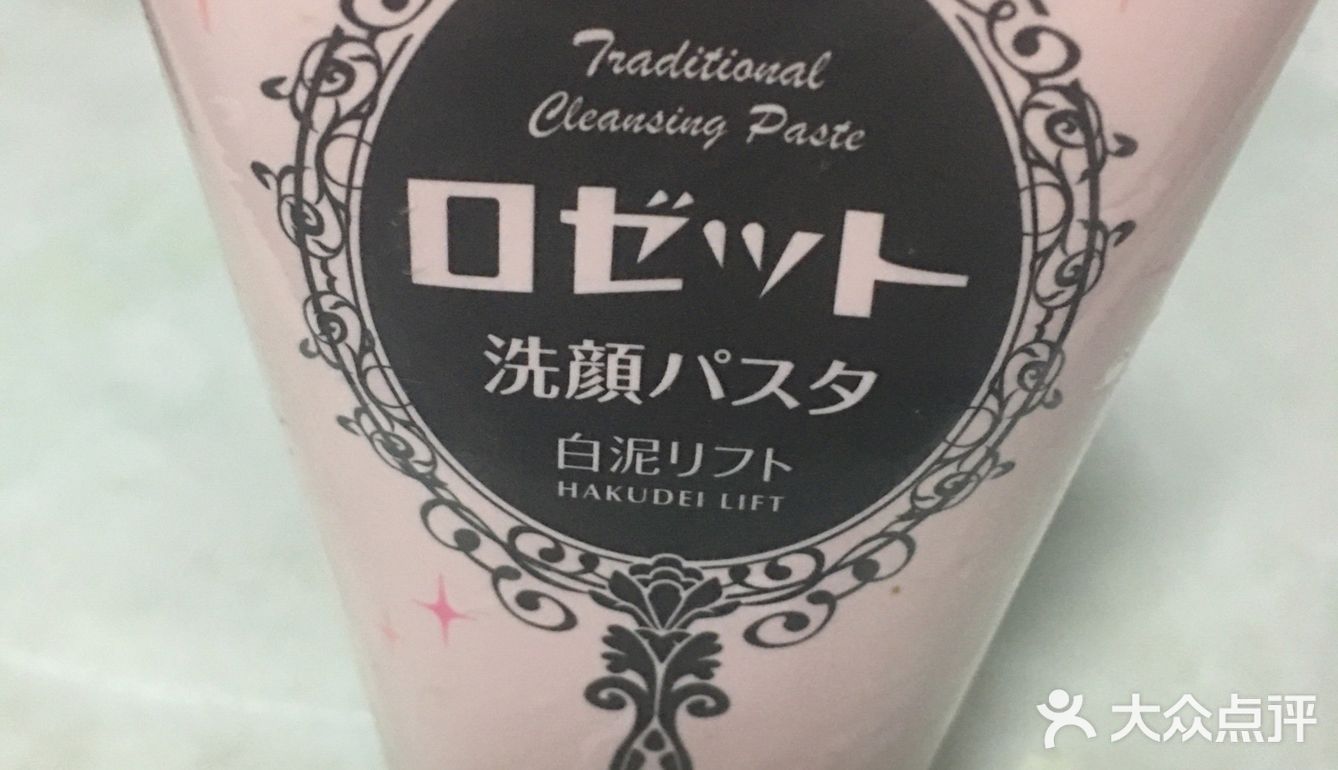 Traditional
Cleansing Paste
ロゼット
洗顔パスタ
白泥リフト
HAKUDEI LIFT
大众点评